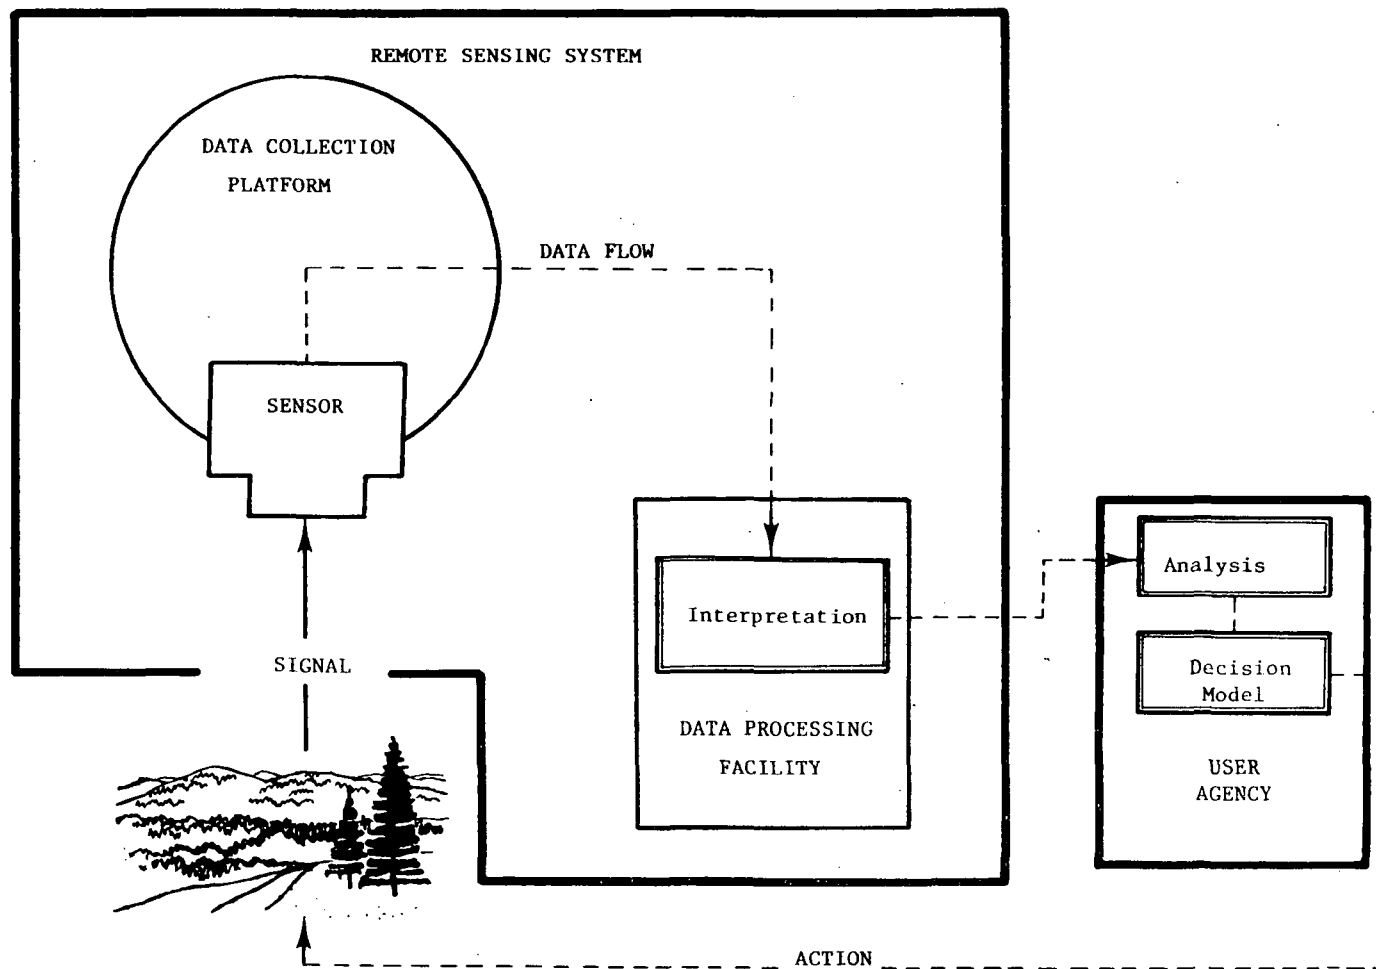 REMOTE SENSING SYSTEM
DATA COLLECTION
PLATFORM
DATA FLOW
SENSOR
SIGNAL
Interpretation
DATA PROCESSING
FACILITY
Analysis
Decision
Model
USER
AGENCY
ACTION